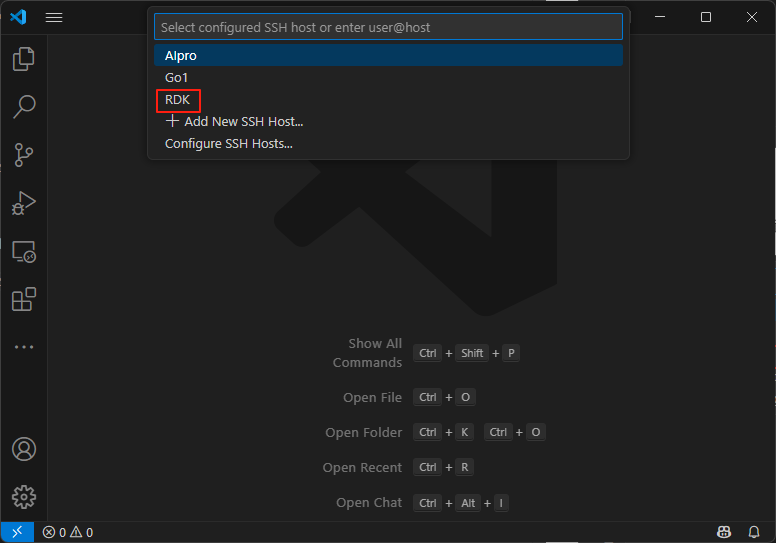 Select configured SSH host or enter user@host
AIpro
Go1
RDK
+ Add New SSH Host...
Configure SSH Hosts...
Show All Commands Ctrl + Shift + P
Open File Ctrl + O
Open Folder Ctrl + K Ctrl + O
Open Recent Ctrl + R
Open Chat Ctrl + Alt + I
0 0